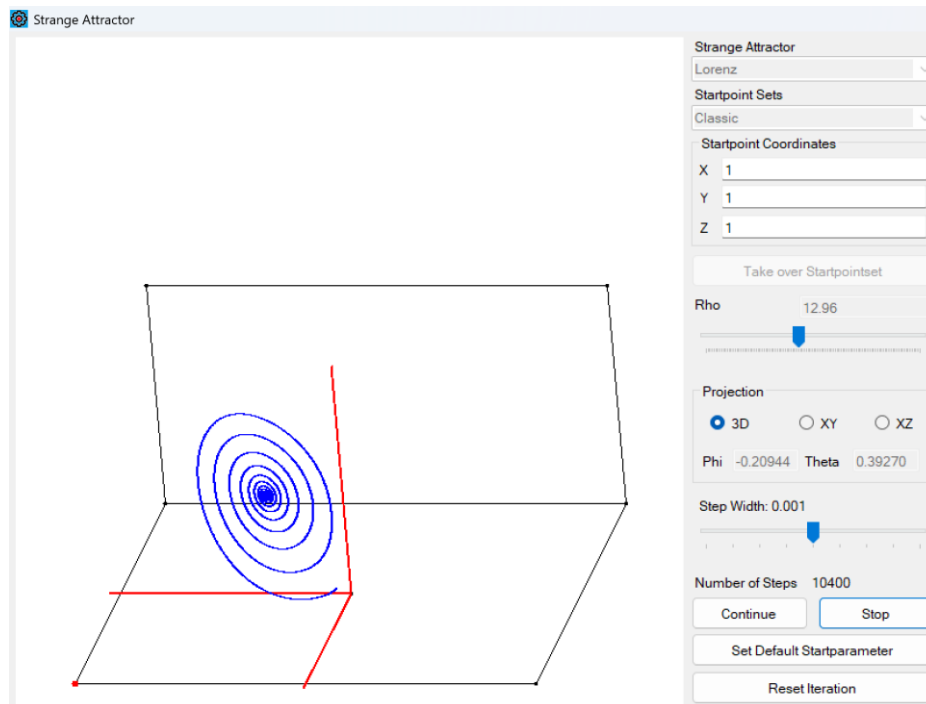 Strange Attractor
Strange Attractor
Lorenz
Startpoint Sets
Classic
Startpoint Coordinates
X 1
Y 1
Z 1
Take over Startpointset
Rho 12.96
Projection
3D XY XZ
Phi -0.20944 Theta 0.39270
Step Width: 0.001
Number of Steps 10400
Continue Stop
Set Default Startparameter
Reset Iteration